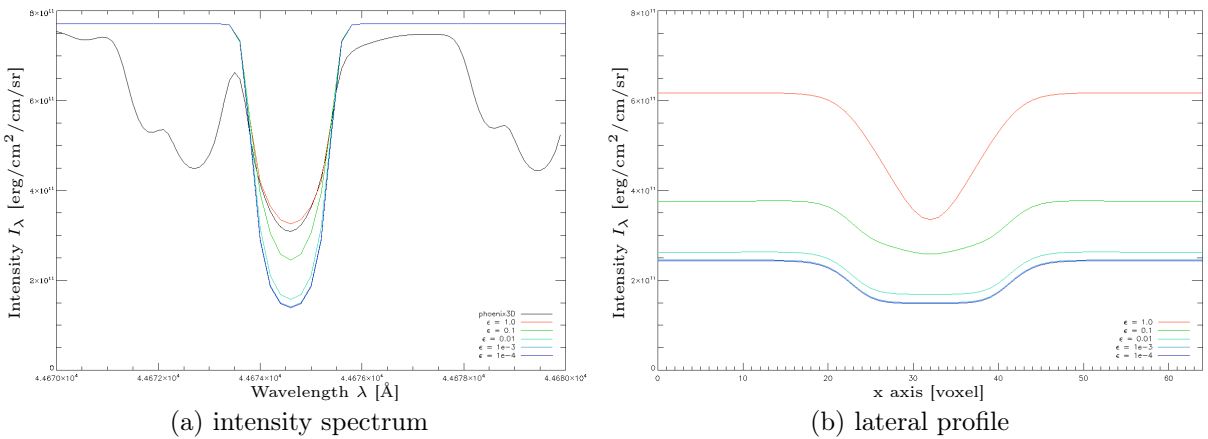 8×10¹¹
6×10¹¹
4×10¹¹
2×10¹¹
0
Intensity Iλ [erg/cm²/cm/sr]
phoenix3D
ϵ = 1.0
ϵ = 0.1
ϵ = 0.01
ϵ = 1e-3
ϵ = 1e-4
4.4670×10⁴ 4.4672×10⁴ 4.4674×10⁴ 4.4676×10⁴ 4.4678×10⁴ 4.4680×10⁴
Wavelength λ [Å]
(a) intensity spectrum
8×10¹¹
6×10¹¹
4×10¹¹
2×10¹¹
0
Intensity Iλ [erg/cm²/cm/sr]
ϵ = 1.0
ϵ = 0.1
ϵ = 0.01
ϵ = 1e-3
ϵ = 1e-4
0 10 20 30 40 50 60
x axis [voxel]
(b) lateral profile